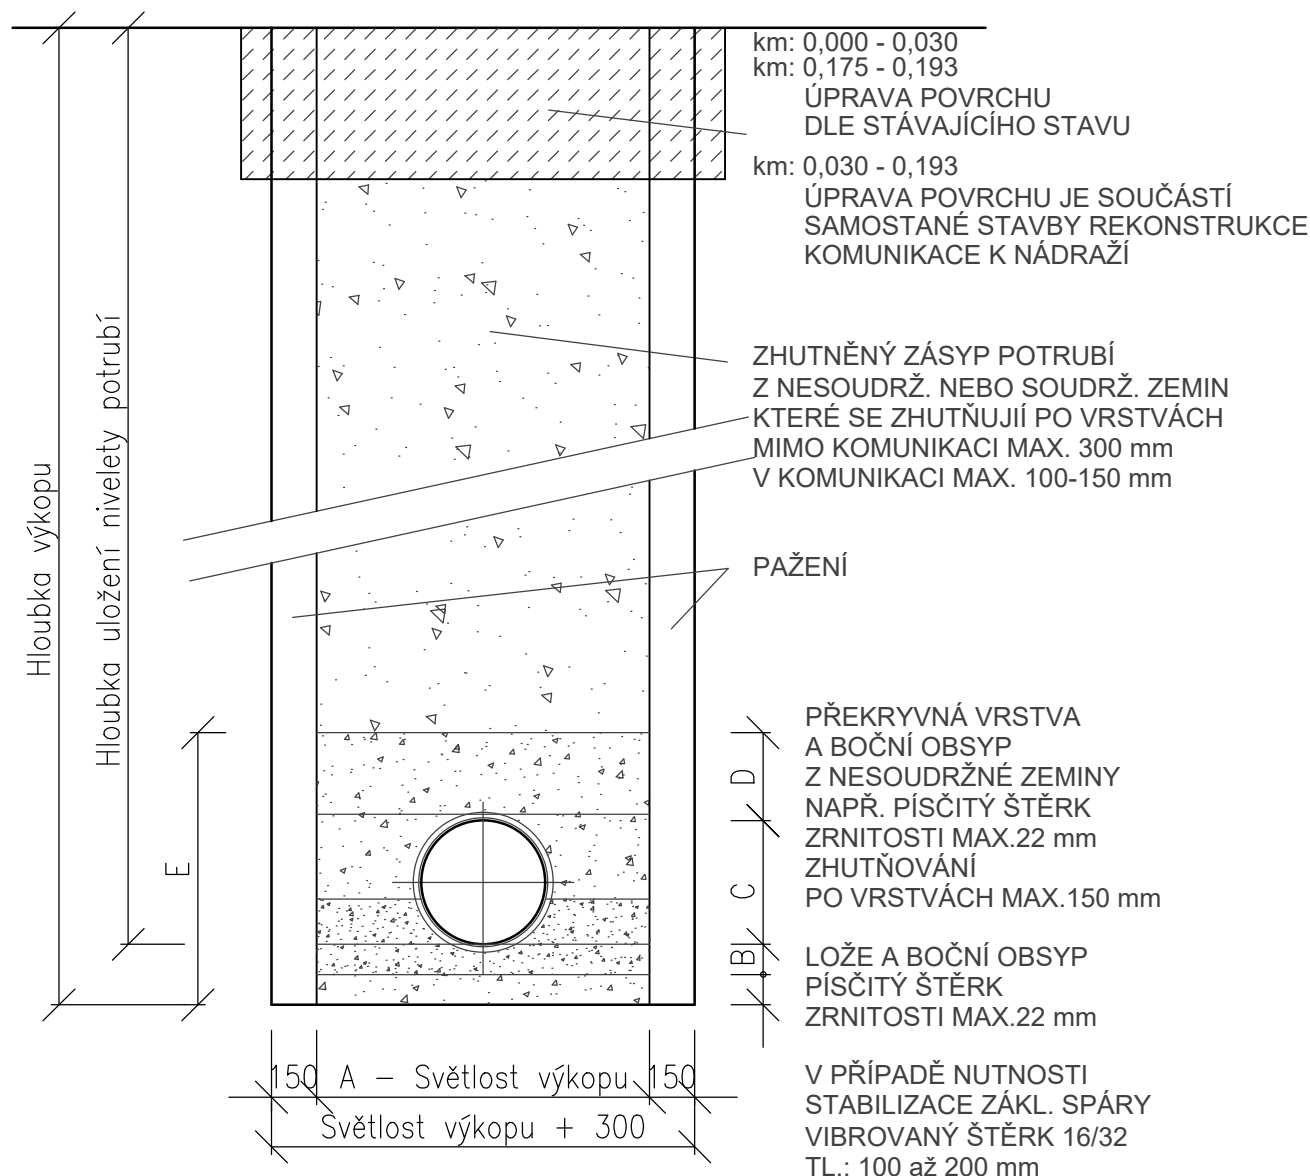 km: 0,000 - 0,030
km: 0,175 - 0,193
ÚPRAVA POVRCHU
DLE STÁVAJÍCÍHO STAVU
km: 0,030 - 0,193
ÚPRAVA POVRCHU JE SOUČÁSTÍ
SAMOSTANÉ STAVBY REKONSTRUKCE
KOMUNIKACE K NÁDRAŽÍ
ZHUTNĚNÝ ZÁSYP POTRUBÍ
Z NESOUDRŽ. NEBO SOUDRŽ. ZEMIN
KTERÉ SE ZHUTŇUJIÍ PO VRSTVÁCH
MIMO KOMUNIKACI MAX. 300 mm
V KOMUNIKACI MAX. 100-150 mm
PAŽENÍ
Hloubka výkopu
Hloubka uložení nivelety potrubí
E
D
C
B
PŘEKRYVNÁ VRSTVA
A BOČNÍ OBSYP
Z NESOUDRŽNÉ ZEMINY
NAPŘ. PÍSČITÝ ŠTĚRK
ZRNITOSTI MAX.22 mm
ZHUTŇOVÁNÍ
PO VRSTVÁCH MAX.150 mm
LOŽE A BOČNÍ OBSYP
PÍSČITÝ ŠTĚRK
ZRNITOSTI MAX.22 mm
V PŘÍPADĚ NUTNOSTI
STABILIZACE ZÁKL. SPÁRY
VIBROVANÝ ŠTĚRK 16/32
TL.: 100 až 200 mm
150 A – Světlost výkopu 150
Světlost výkopu + 300